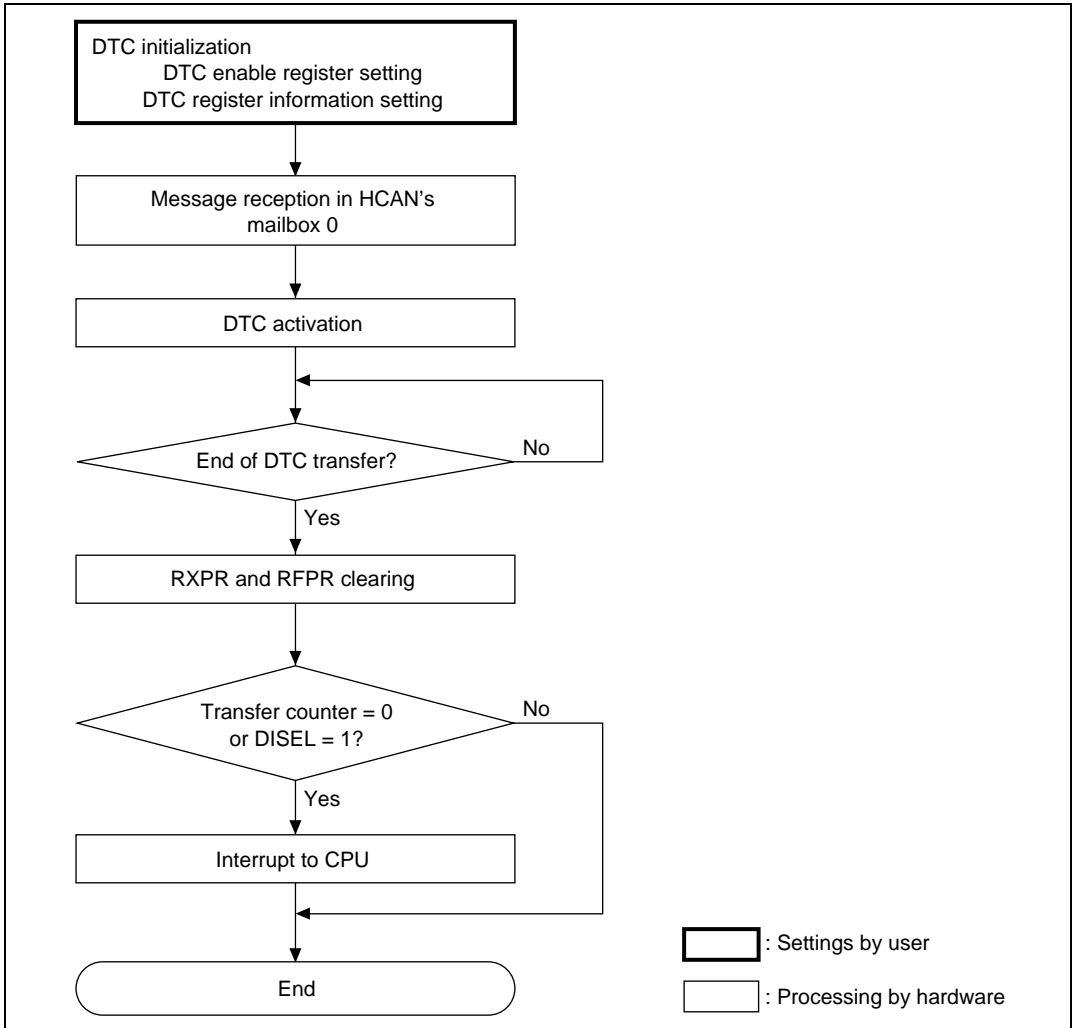 DTC initialization
DTC enable register setting
DTC register information setting
Message reception in HCAN's
mailbox 0
DTC activation
End of DTC transfer?
No
Yes
RXPR and RFPR clearing
Transfer counter = 0
or DISEL = 1?
No
Yes
Interrupt to CPU
End
: Settings by user
: Processing by hardware